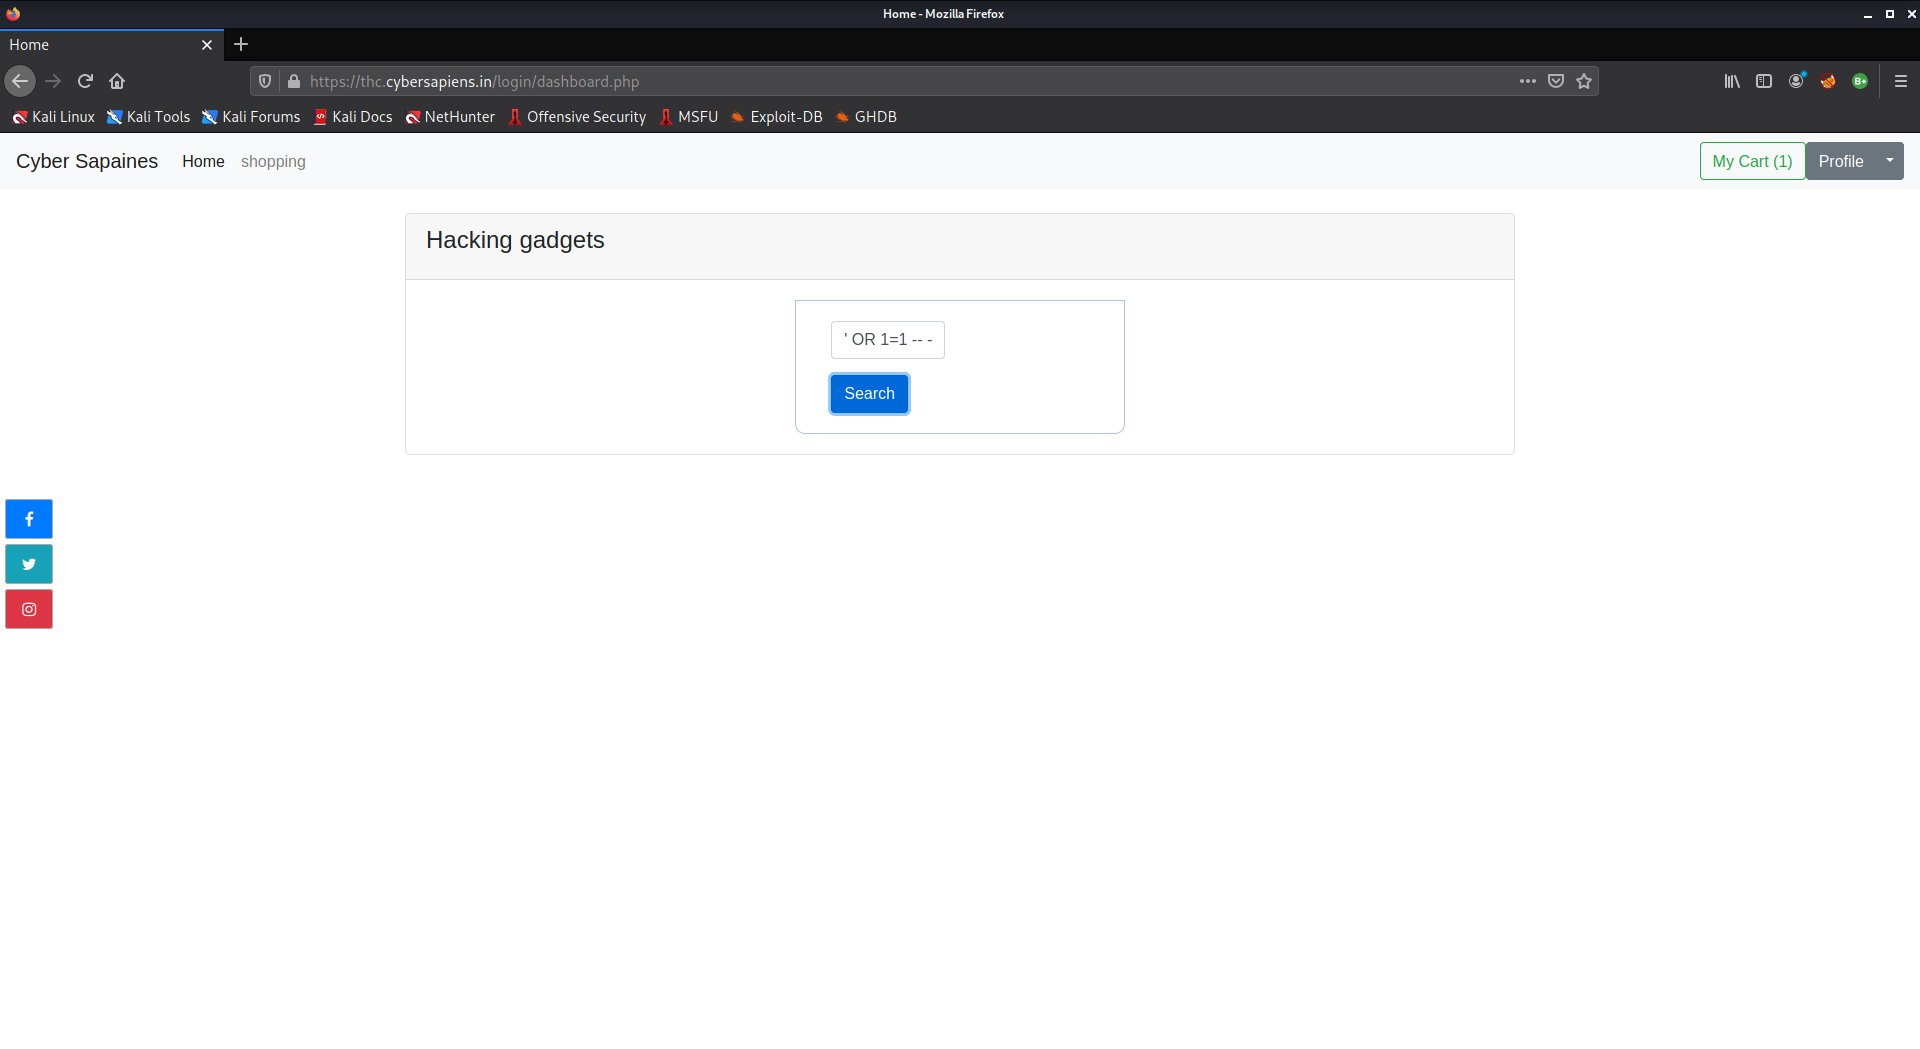 Home - Mozilla Firefox
Home
https://thc.cybersapiens.in/login/dashboard.php
B+
Kali Linux Kali Tools Kali Forums Kali Docs NetHunter Offensive Security MSFU Exploit-DB GHDB
Cyber Sapaines Home shopping My Cart (1) Profile
Hacking gadgets
' OR 1=1 -- -
Search